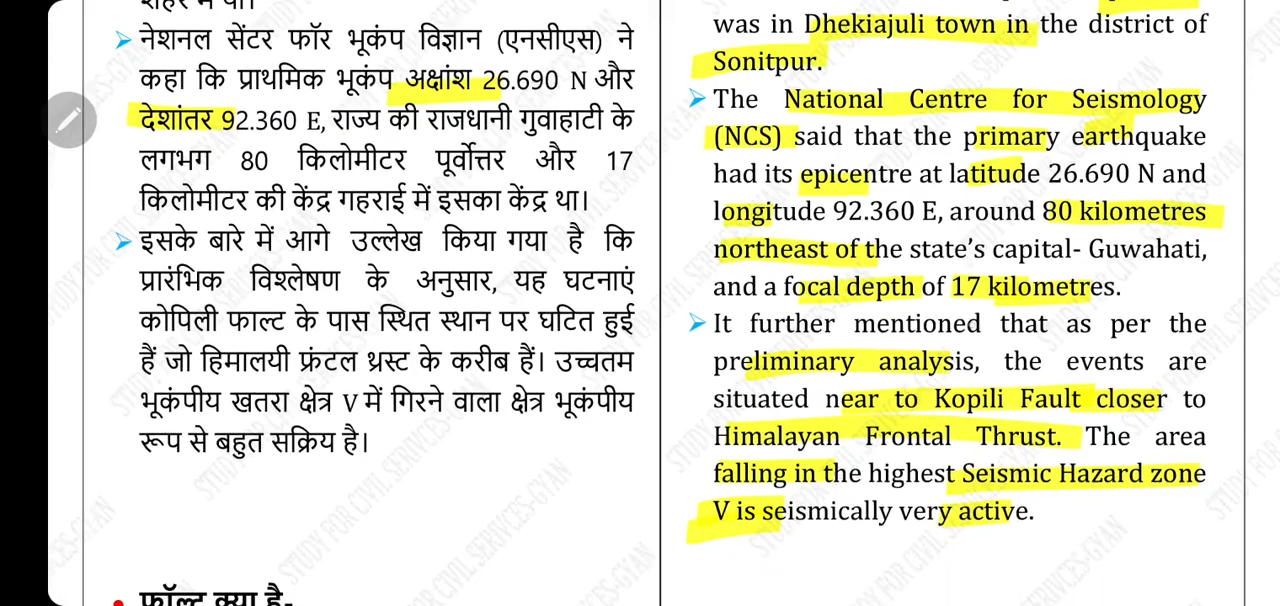 शहर में था।
➤ नेशनल सेंटर फॉर भूकंप विज्ञान (एनसीएस) ने
कहा कि प्राथमिक भूकंप अक्षांश 26.690 N और
देशांतर 92.360 E, राज्य की राजधानी गुवाहाटी के
लगभग 80 किलोमीटर पूर्वोत्तर और 17
किलोमीटर की केंद्र गहराई में इसका केंद्र था।
➤ इसके बारे में आगे उल्लेख किया गया है कि
प्रारंभिक विश्लेषण के अनुसार, यह घटनाएं
कोपिली फाल्ट के पास स्थित स्थान पर घटित हुई
हैं जो हिमालयी फ्रंटल थ्रस्ट के करीब हैं। उच्चतम
भूकंपीय खतरा क्षेत्र V में गिरने वाला क्षेत्र भूकंपीय
रूप से बहुत सक्रिय है।
• फॉल्ट क्या है-
was in Dhekiajuli town in the district of
Sonitpur.
➤ The National Centre for Seismology
(NCS) said that the primary earthquake
had its epicentre at latitude 26.690 N and
longitude 92.360 E, around 80 kilometres
northeast of the state's capital- Guwahati,
and a focal depth of 17 kilometres.
➤ It further mentioned that as per the
preliminary analysis, the events are
situated near to Kopili Fault closer to
Himalayan Frontal Thrust. The area
falling in the highest Seismic Hazard zone
V is seismically very active.
STUDY FOR CIVIL SERIVCES-GYAN